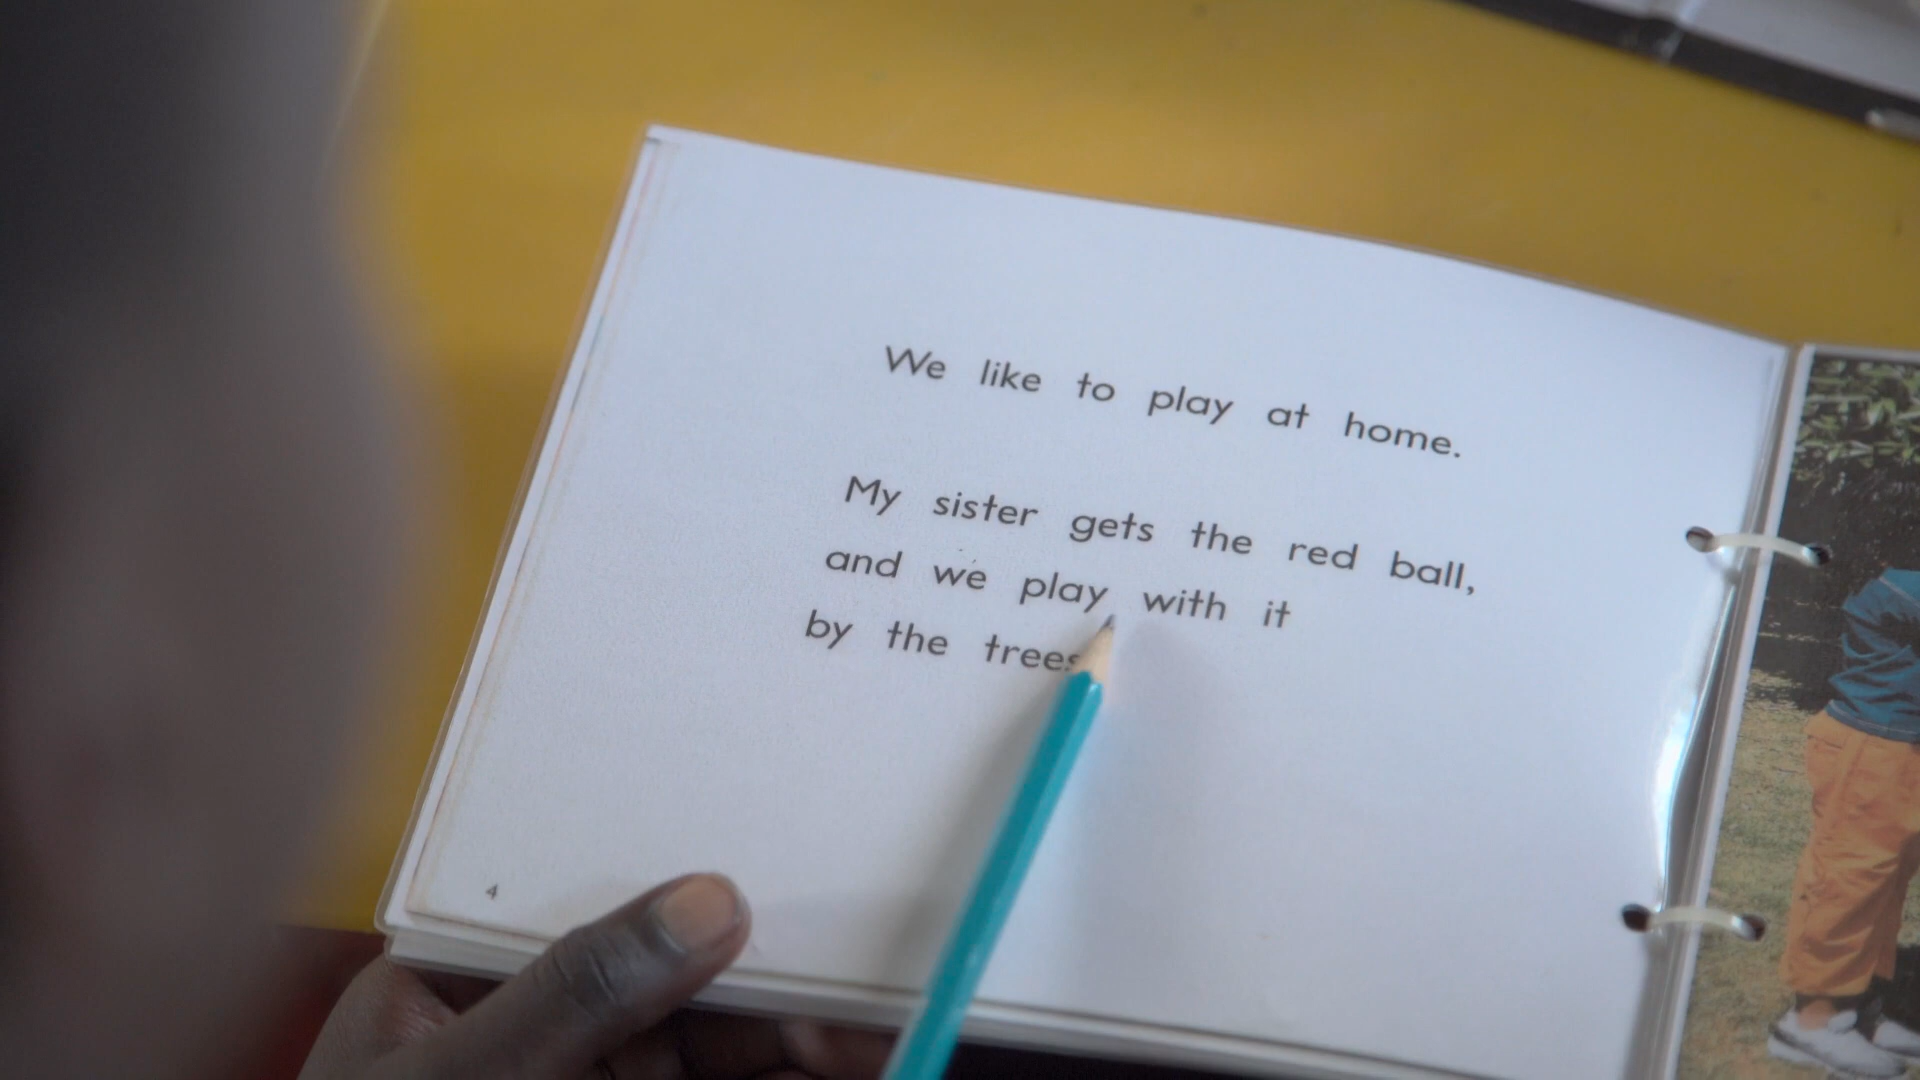 We like to play at home.
My sister gets the red ball,
and we play with it
by the trees
4